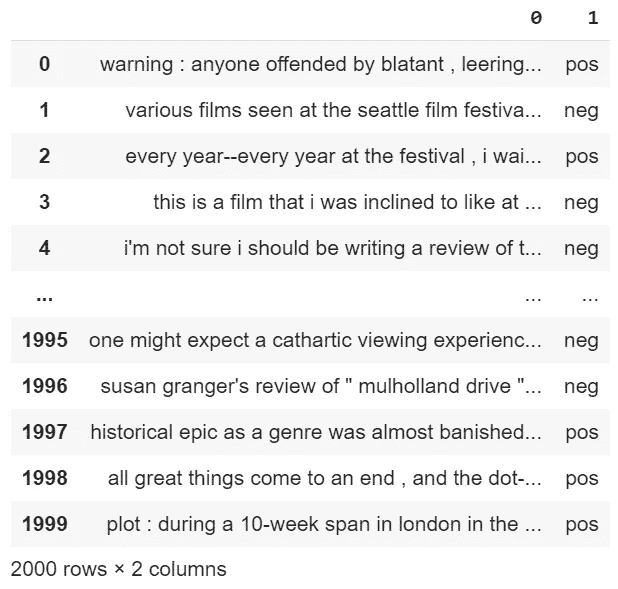 0 1
0 warning : anyone offended by blatant , leering... pos
1 various films seen at the seattle film festiva... neg
2 every year--every year at the festival , i wai... pos
3 this is a film that i was inclined to like at ... neg
4 i'm not sure i should be writing a review of t... neg
... ... ...
1995 one might expect a cathartic viewing experienc... neg
1996 susan granger's review of " mulholland drive "... neg
1997 historical epic as a genre was almost banished... pos
1998 all great things come to an end , and the dot-... pos
1999 plot : during a 10-week span in london in the ... pos
2000 rows × 2 columns